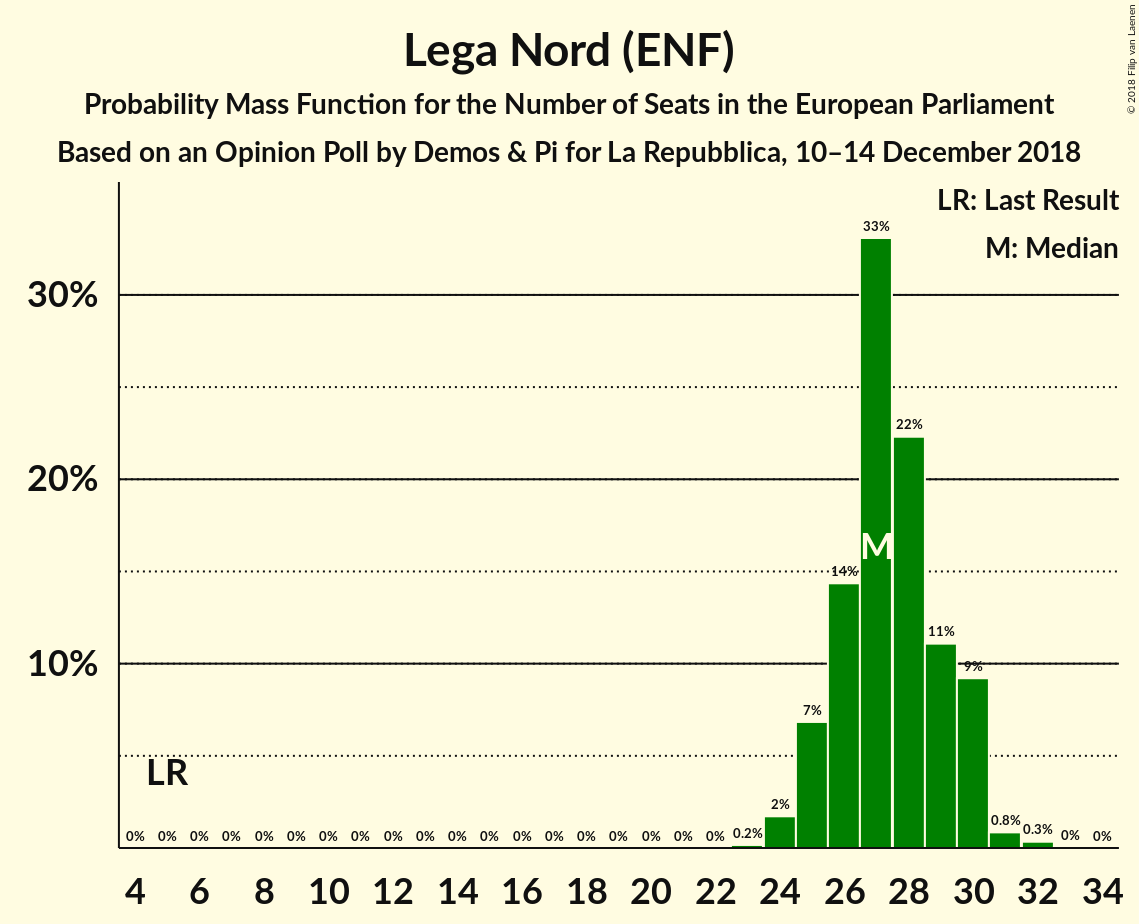 Lega Nord (ENF)
Probability Mass Function for the Number of Seats in the European Parliament
Based on an Opinion Poll by Demos & Pi for La Repubblica, 10–14 December 2018
© 2018 Filip van Laenen
LR: Last Result
M: Median
33%
30%
22%
20%
M
14%
11%
10%
9%
7%
LR
2%
0% 0% 0% 0% 0% 0% 0% 0% 0% 0% 0% 0% 0% 0% 0% 0% 0% 0% 0% 0.2% 0.8% 0.3% 0% 0%
4 6 8 10 12 14 16 18 20 22 24 26 28 30 32 34